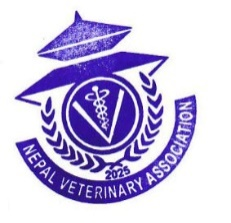 V
2025
NEPAL VETERINARY ASSOCIATION